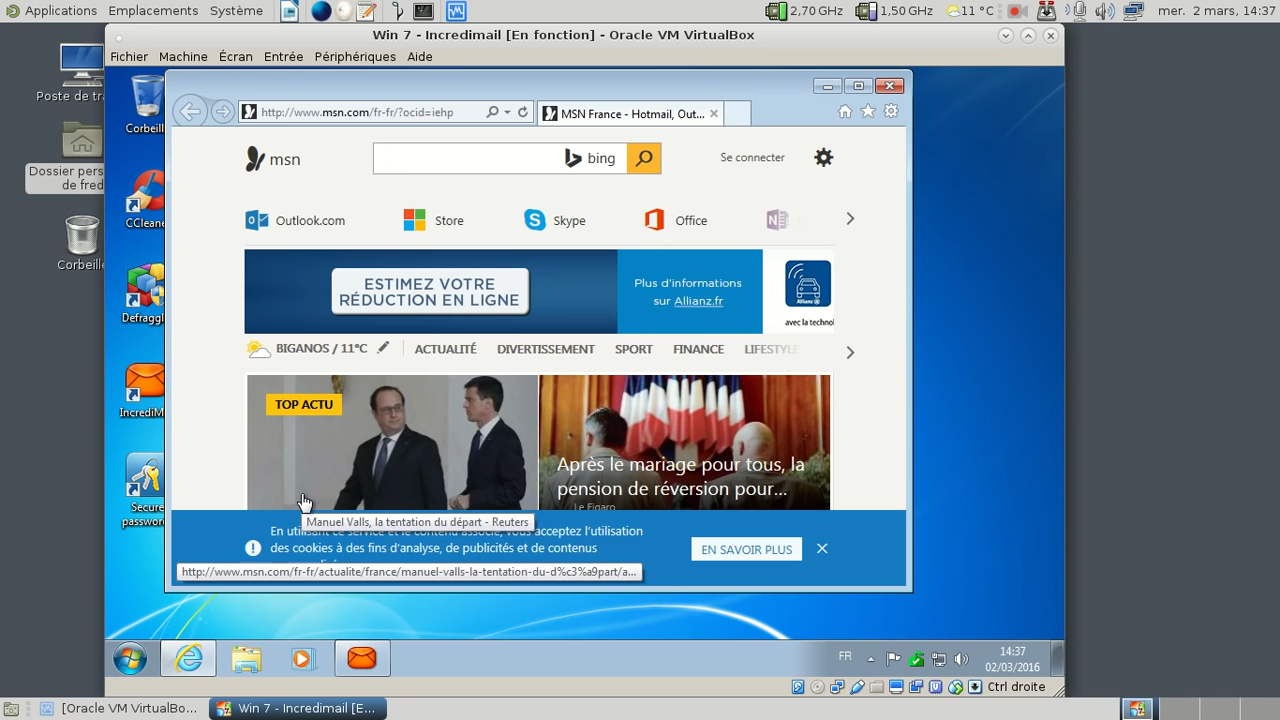 Applications Emplacements Système 2,70 GHz 1,50 GHz 11 °C mer. 2 mars, 14:37
Win 7 - Incredimail [En fonction] - Oracle VM VirtualBox
Fichier Machine Écran Entrée Périphériques Aide
Poste de tra
Dossier pers
de fred
Corbeille
Corbeill
CCleane
Defraggl
IncrediM
Secure
passwor
http://www.msn.com/fr-fr/?ocid=iehp
MSN France - Hotmail, Out...
msn
bing
Se connecter
Outlook.com Store Skype Office
ESTIMEZ VOTRE
RÉDUCTION EN LIGNE
Plus d'informations
sur Allianz.fr
Allianz
avec la technol
BIGANOS / 11°C ACTUALITÉ DIVERTISSEMENT SPORT FINANCE LIFESTYLE
TOP ACTU
Après le mariage pour tous, la
pension de réversion pour...
Le Figaro
Manuel Valls, la tentation du départ - Reuters
En utilisant ce service et le contenu associé, vous acceptez l'utilisation
des cookies à des fins d'analyse, de publicités et de contenus
EN SAVOIR PLUS
http://www.msn.com/fr-fr/actualite/france/manuel-valls-la-tentation-du-d%c3%a9part/a...
FR
14:37
02/03/2016
Ctrl droite
[Oracle VM VirtualBo...
Win 7 - Incredimail [E...